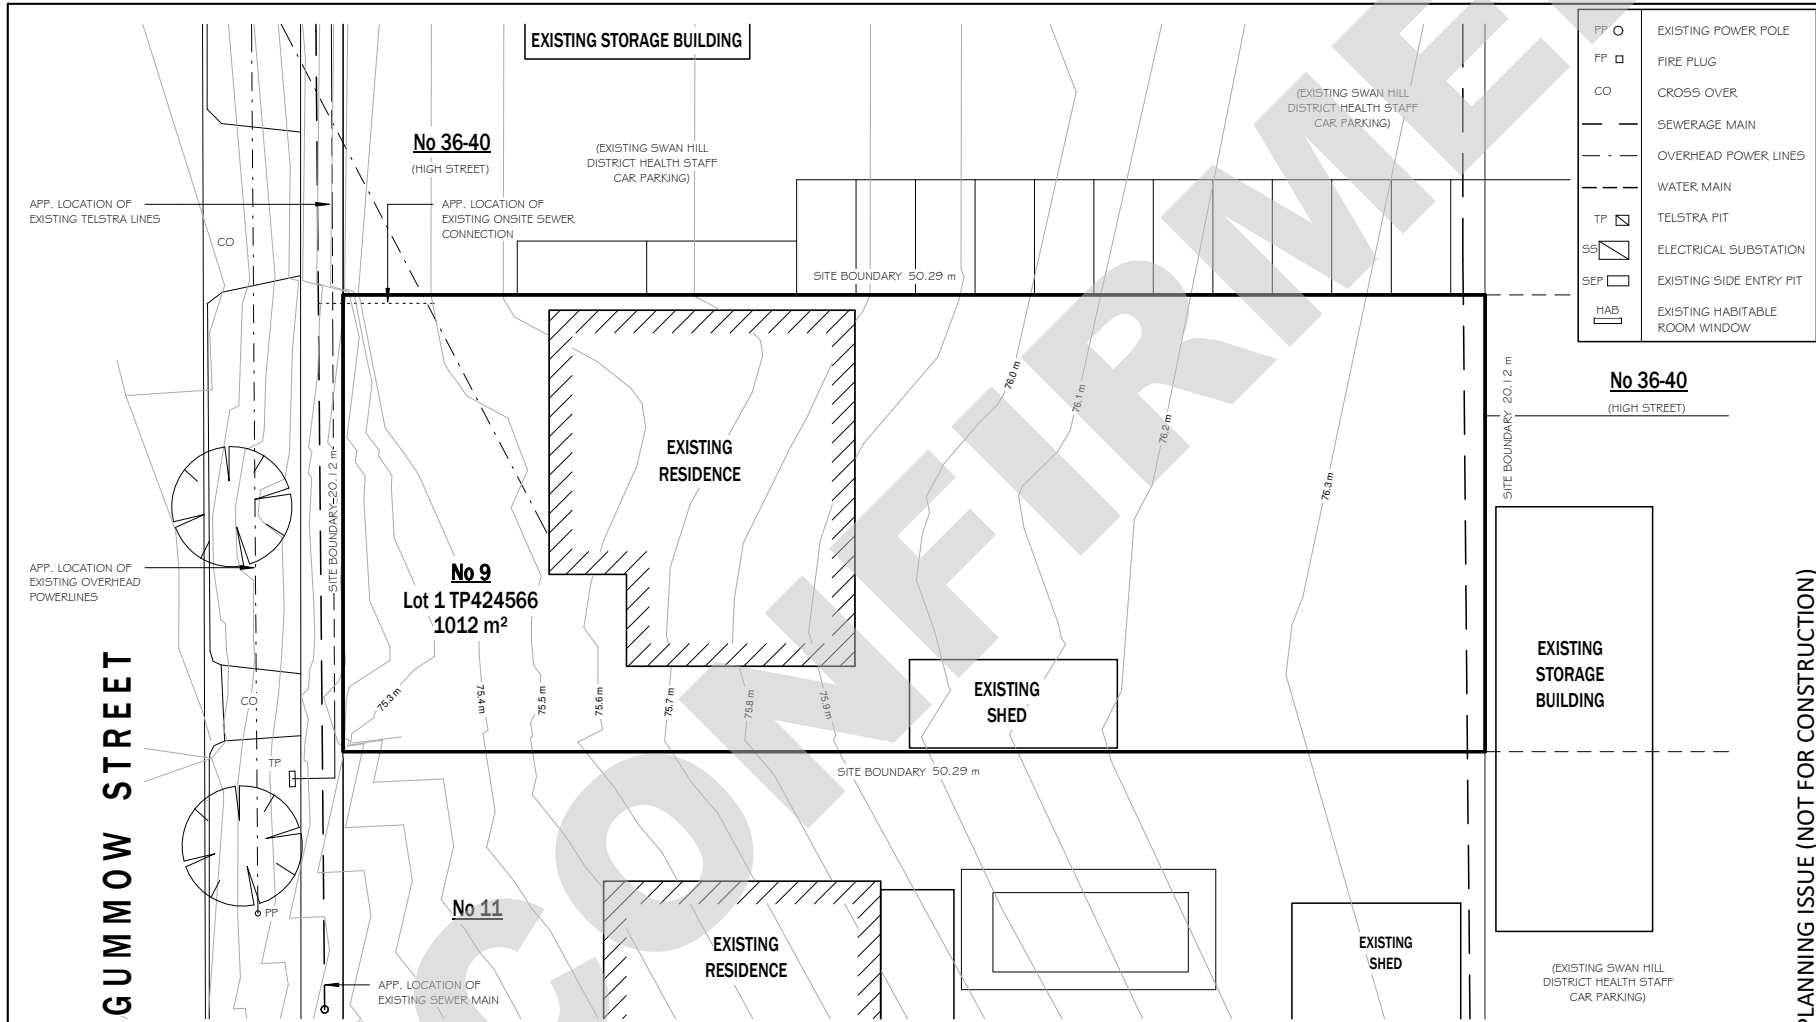 EXISTING STORAGE BUILDING
No 36-40
(HIGH STREET)
(EXISTING SWAN HILL
DISTRICT HEALTH STAFF
CAR PARKING)
(EXISTING SWAN HILL
DISTRICT HEALTH STAFF
CAR PARKING)
PP
EXISTING POWER POLE
FP
FIRE PLUG
CO
CROSS OVER
SEWERAGE MAIN
OVERHEAD POWER LINES
WATER MAIN
TP
TELSTRA PIT
SS
ELECTRICAL SUBSTATION
SEP
EXISTING SIDE ENTRY PIT
HAB
EXISTING HABITABLE
ROOM WINDOW
APP. LOCATION OF
EXISTING TELSTRA LINES
APP. LOCATION OF
EXISTING ONSITE SEWER
CONNECTION
CO
SITE BOUNDARY 50.29 m
SITE BOUNDARY 20.12 m
SITE BOUNDARY 20.12 m
No 36-40
(HIGH STREET)
EXISTING
RESIDENCE
76.0 m
76.1 m
76.2 m
76.3 m
APP. LOCATION OF
EXISTING OVERHEAD
POWERLINES
No 9
Lot 1 TP424566
1012 m²
75.3 m
75.4 m
75.5 m
75.6 m
75.7 m
75.8 m
75.9 m
EXISTING
SHED
EXISTING
STORAGE
BUILDING
CO
TP
SITE BOUNDARY 50.29 m
GUMMOW STREET
PP
No 11
EXISTING
RESIDENCE
EXISTING
SHED
APP. LOCATION OF
EXISTING SEWER MAIN
(EXISTING SWAN HILL
DISTRICT HEALTH STAFF
CAR PARKING)
PLANNING ISSUE (NOT FOR CONSTRUCTION)
CONFIRME